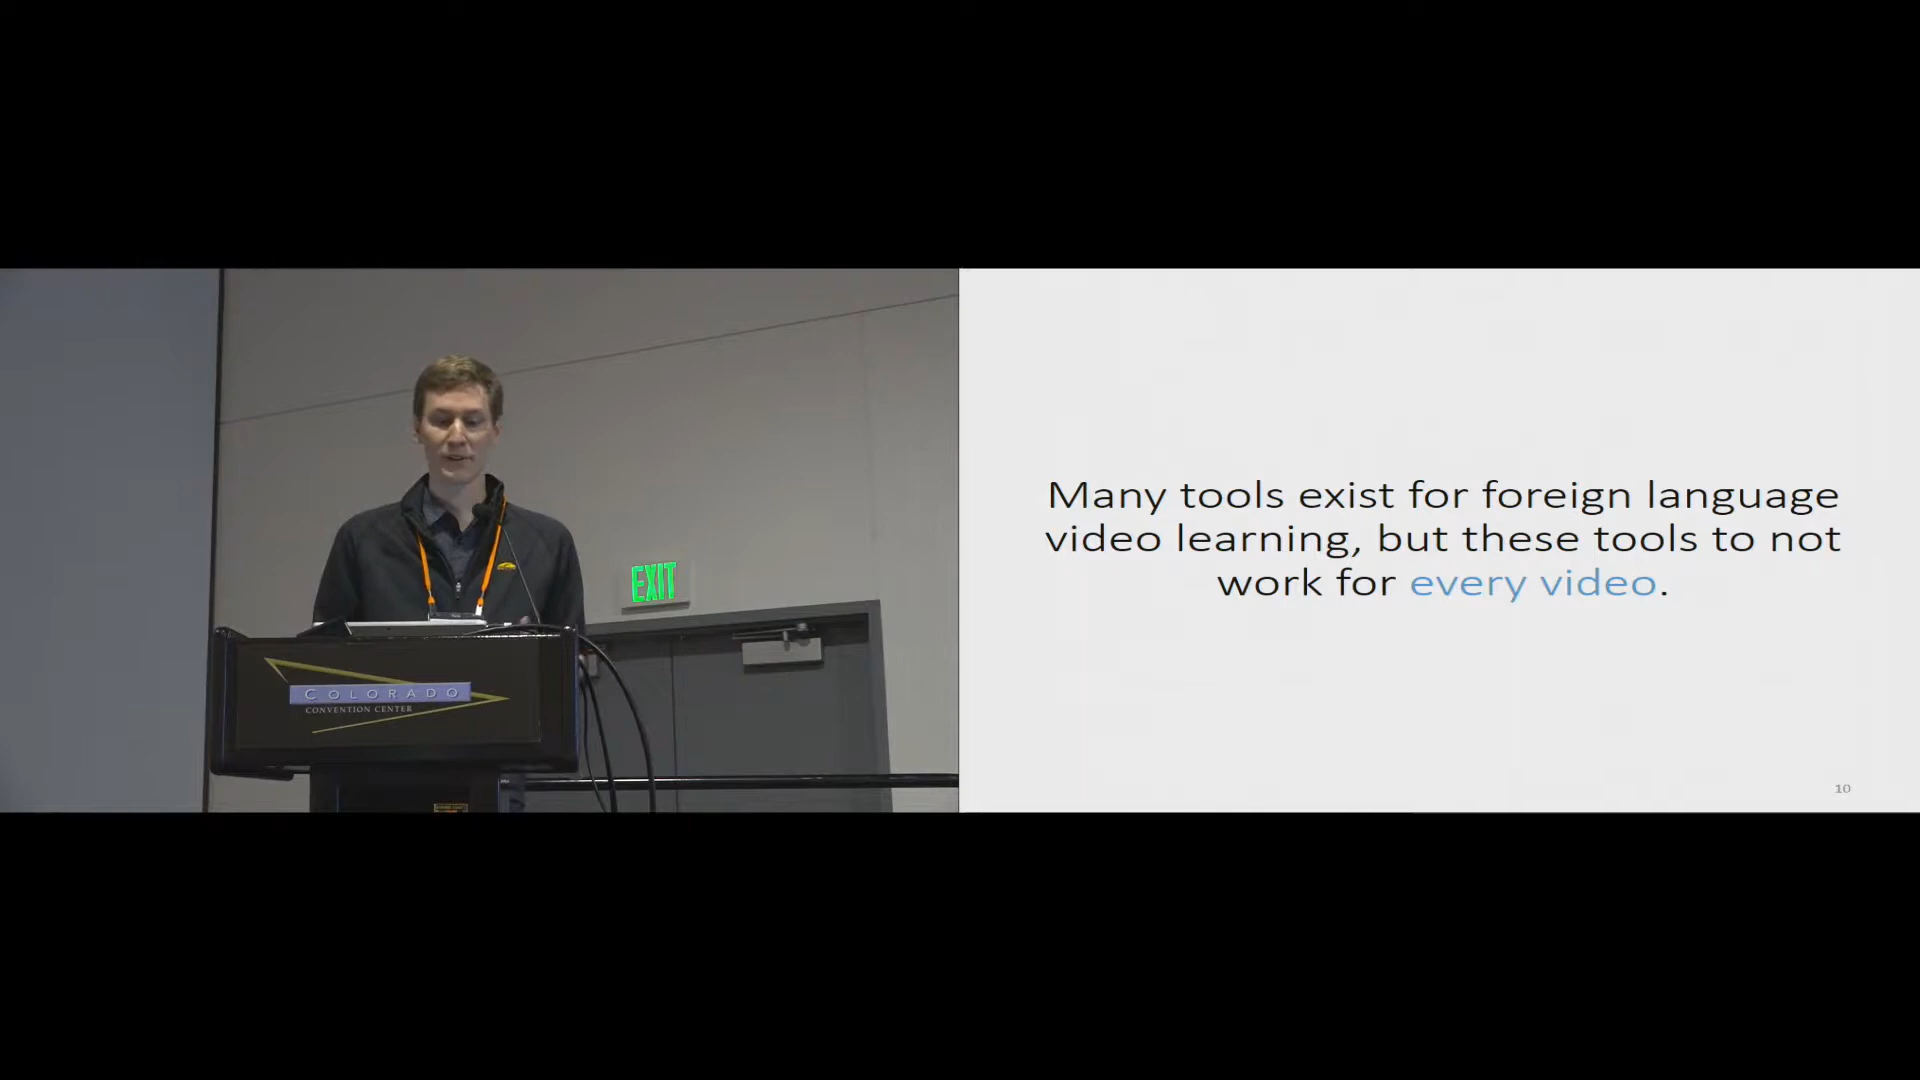 EXIT
COLORADO
CONVENTION CENTER
Many tools exist for foreign language
video learning, but these tools to not
work for every video.
10